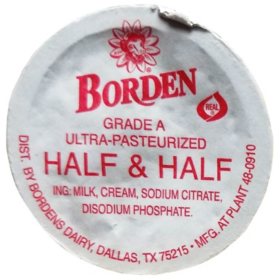 BORDEN
REAL
GRADE A
ULTRA-PASTEURIZED
HALF & HALF
ING: MILK, CREAM, SODIUM CITRATE,
DISODIUM PHOSPHATE.
DIST. BY BORDENS DAIRY, DALLAS, TX 75215 • MFG. AT PLANT 48-0910